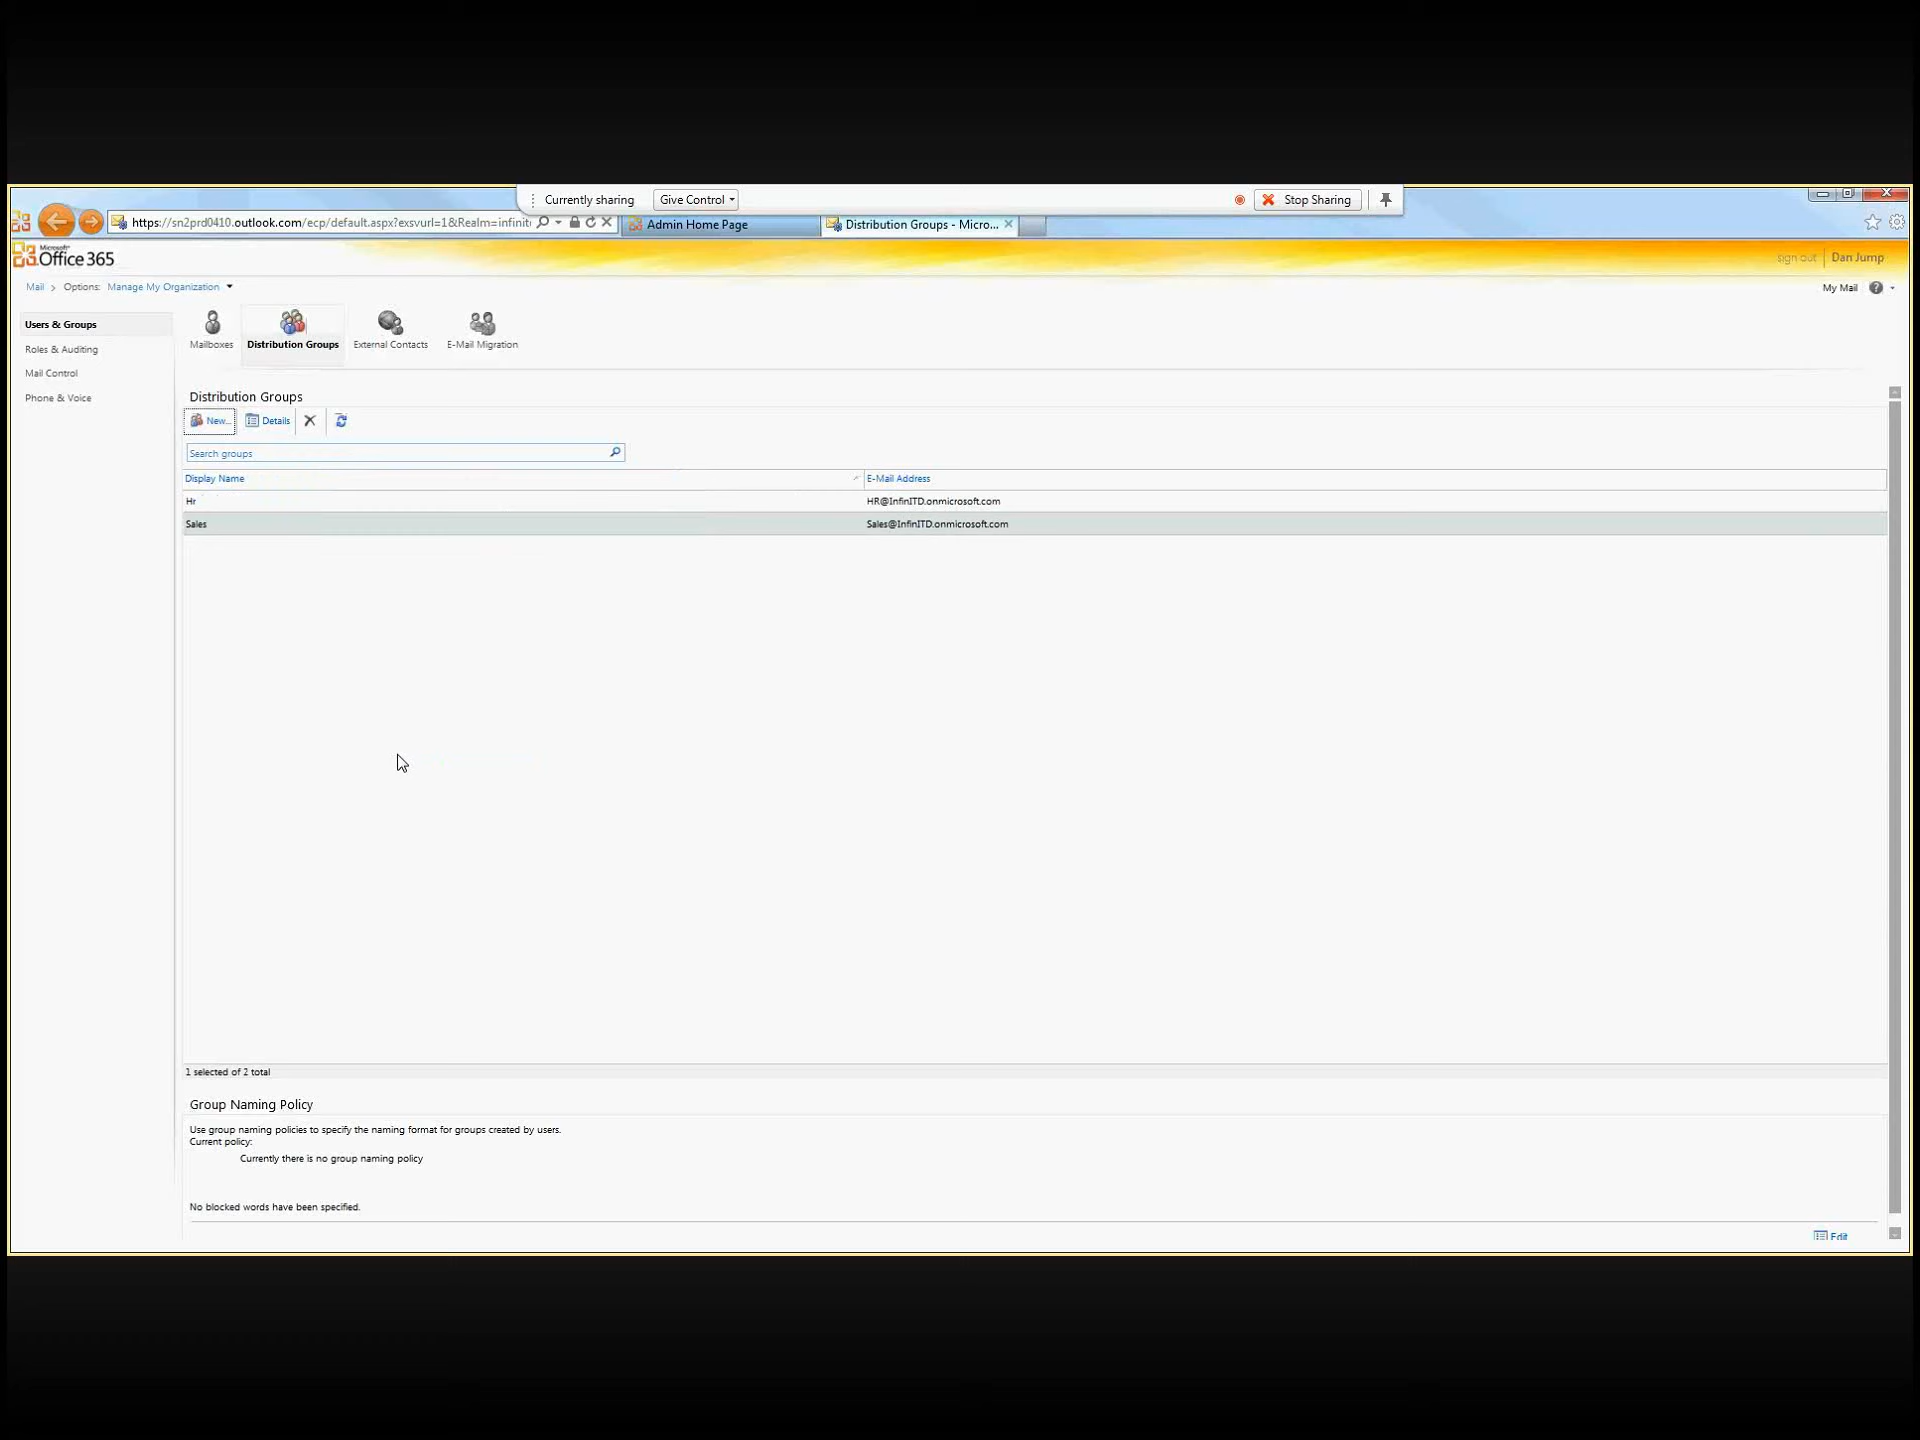 Currently sharing Give Control Stop Sharing
https://sn2prd0410.outlook.com/ecp/default.aspx?exsvurl=1&Realm=infinit Admin Home Page Distribution Groups - Micro...
Microsoft
Office 365 sign out Dan Jump
Mail > Options: Manage My Organization My Mail
Users & Groups
Roles & Auditing
Mail Control
Phone & Voice
Mailboxes Distribution Groups External Contacts E-Mail Migration
Distribution Groups
New... Details
Search groups
Display Name E-Mail Address
Hr HR@InfinITD.onmicrosoft.com
Sales Sales@InfinITD.onmicrosoft.com
1 selected of 2 total
Group Naming Policy
Use group naming policies to specify the naming format for groups created by users.
Current policy:
Currently there is no group naming policy
No blocked words have been specified.
Edit